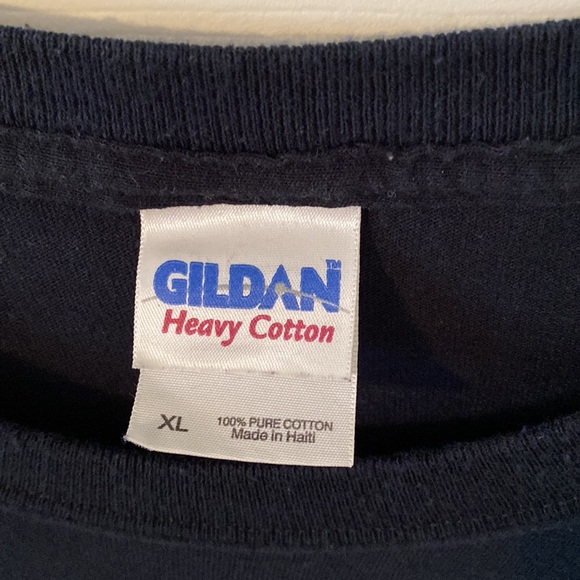 GILDAN™
Heavy Cotton
XL
100% PURE COTTON
Made in Haiti